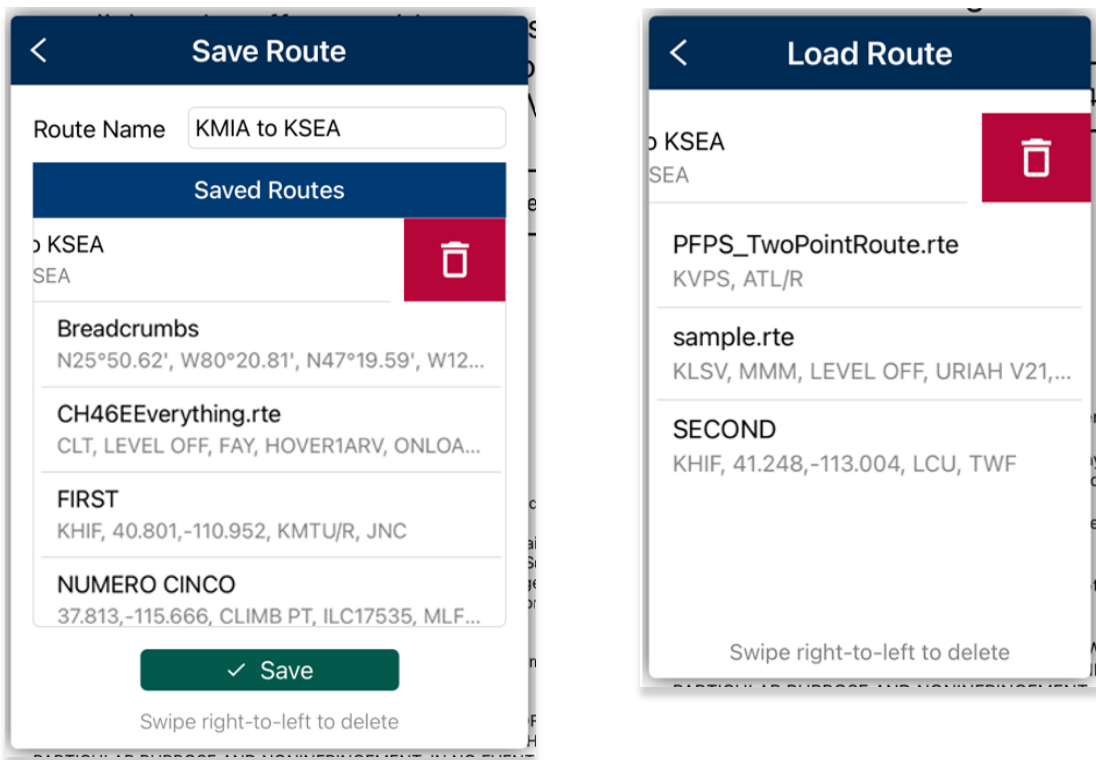 Save Route
Route Name KMIA to KSEA
Saved Routes
o KSEA
SEA
Breadcrumbs
N25°50.62', W80°20.81', N47°19.59', W12...
CH46EEverything.rte
CLT, LEVEL OFF, FAY, HOVER1ARV, ONLOA...
FIRST
KHIF, 40.801,-110.952, KMTU/R, JNC
NUMERO CINCO
37.813,-115.666, CLIMB PT, ILC17535, MLF...
Save
Swipe right-to-left to delete
Load Route
o KSEA
SEA
PFPS_TwoPointRoute.rte
KVPS, ATL/R
sample.rte
KLSV, MMM, LEVEL OFF, URIAH V21,...
SECOND
KHIF, 41.248,-113.004, LCU, TWF
Swipe right-to-left to delete